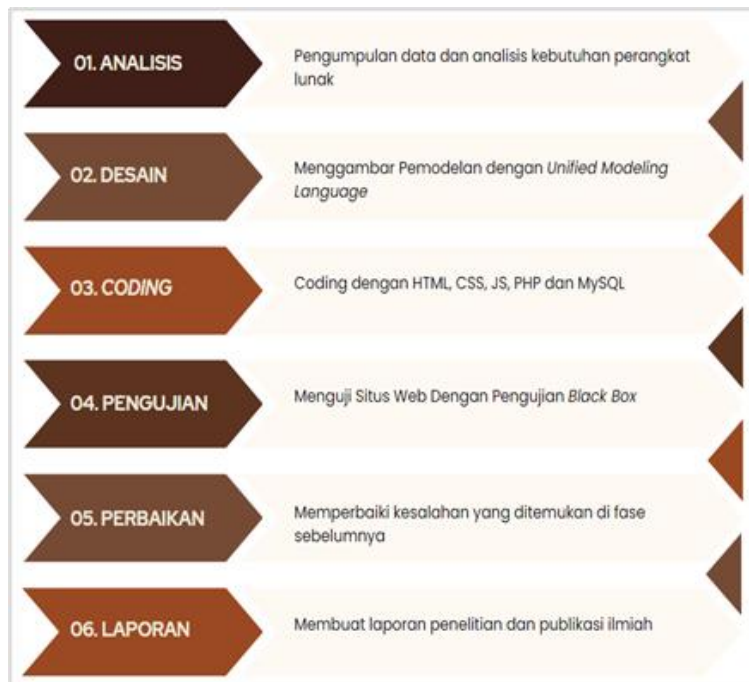 01. ANALISIS
Pengumpulan data dan analisis kebutuhan perangkat
lunak
02. DESAIN
Menggambar Pemodelan dengan Unified Modeling
Language
03. CODING
Coding dengan HTML, CSS, JS, PHP dan MySQL
04. PENGUJIAN
Menguji Situs Web Dengan Pengujian Black Box
05. PERBAIKAN
Memperbaiki kesalahan yang ditemukan di fase
sebelumnya
06. LAPORAN
Membuat laporan penelitian dan publikasi ilmiah